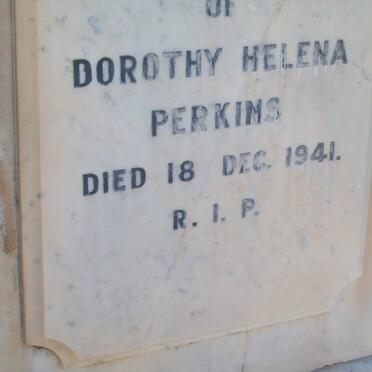 OF
DOROTHY HELENA
PERKINS
DIED 18 DEC. 1941.
R. I. P.